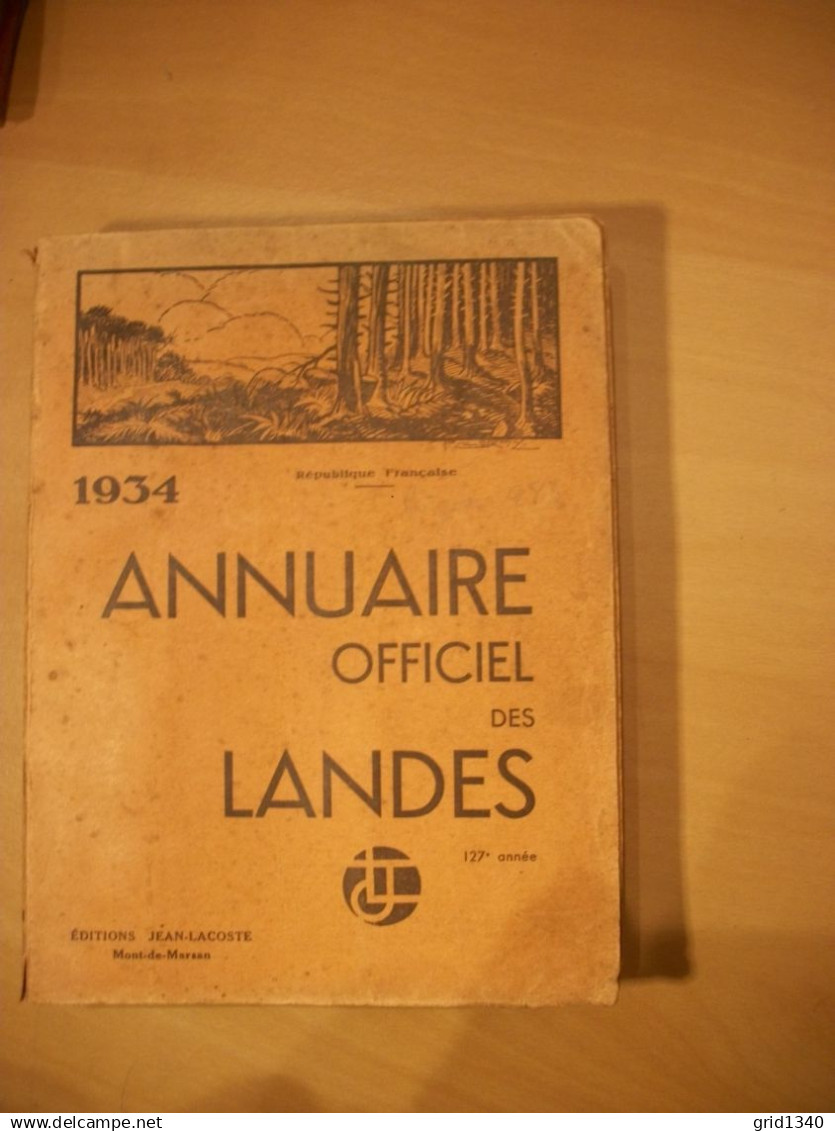 1934
République Française
ANNUAIRE
OFFICIEL
DES
LANDES
127e année
ÉDITIONS JEAN-LACOSTE
Mont-de-Marsan
www.delcampe.net
grid1340